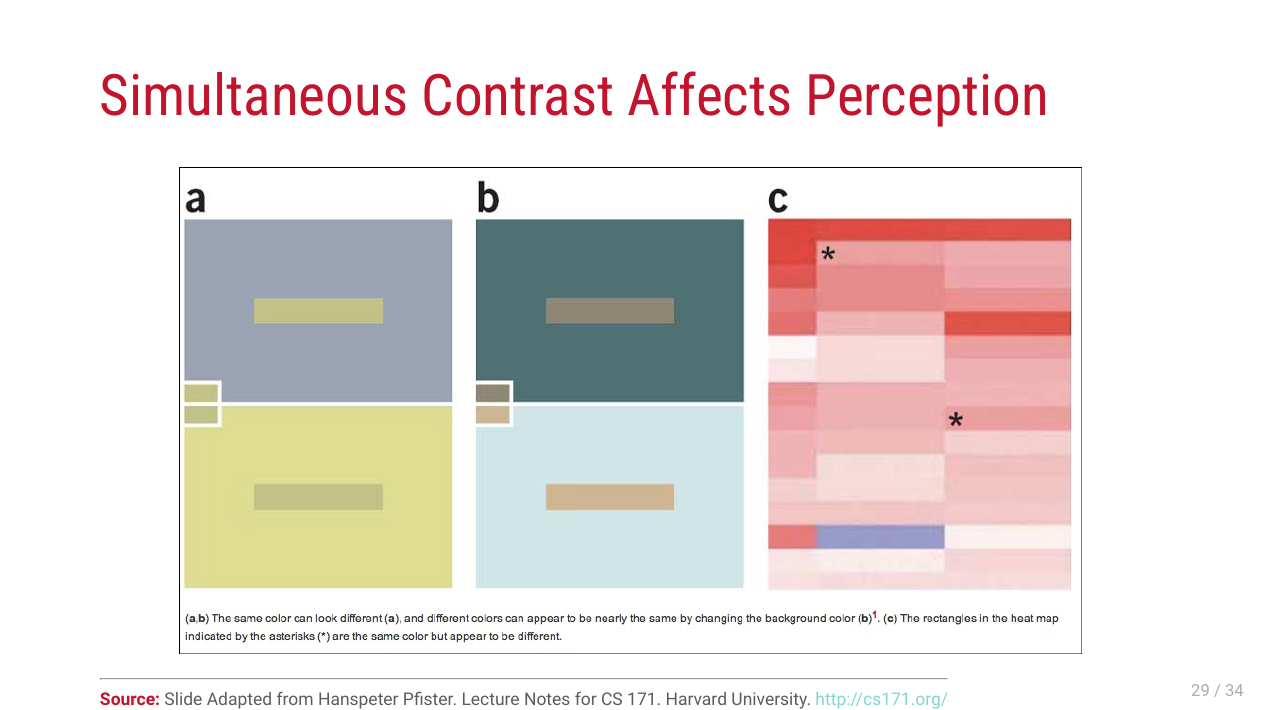 Simultaneous Contrast Affects Perception
a
b
c
*
*
(a,b) The same color can look different (a), and different colors can appear to be nearly the same by changing the background color (b)1. (c) The rectangles in the heat map
indicated by the asterisks (*) are the same color but appear to be different.
Source: Slide Adapted from Hanspeter Pfister. Lecture Notes for CS 171. Harvard University. http://cs171.org/
29 / 34